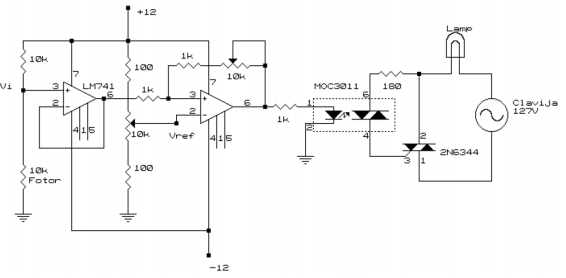 +12
Lamp
10k
7
100
1k
10k
7
MOC3011
6
180
Vi
3
LM741
6
1k
3
6
1
Clavija
127V
2
2
4 1 5
10k
Vref
4 1 5
1k
2
4
2
2N6344
3
1
10k
Fotor
100
-12